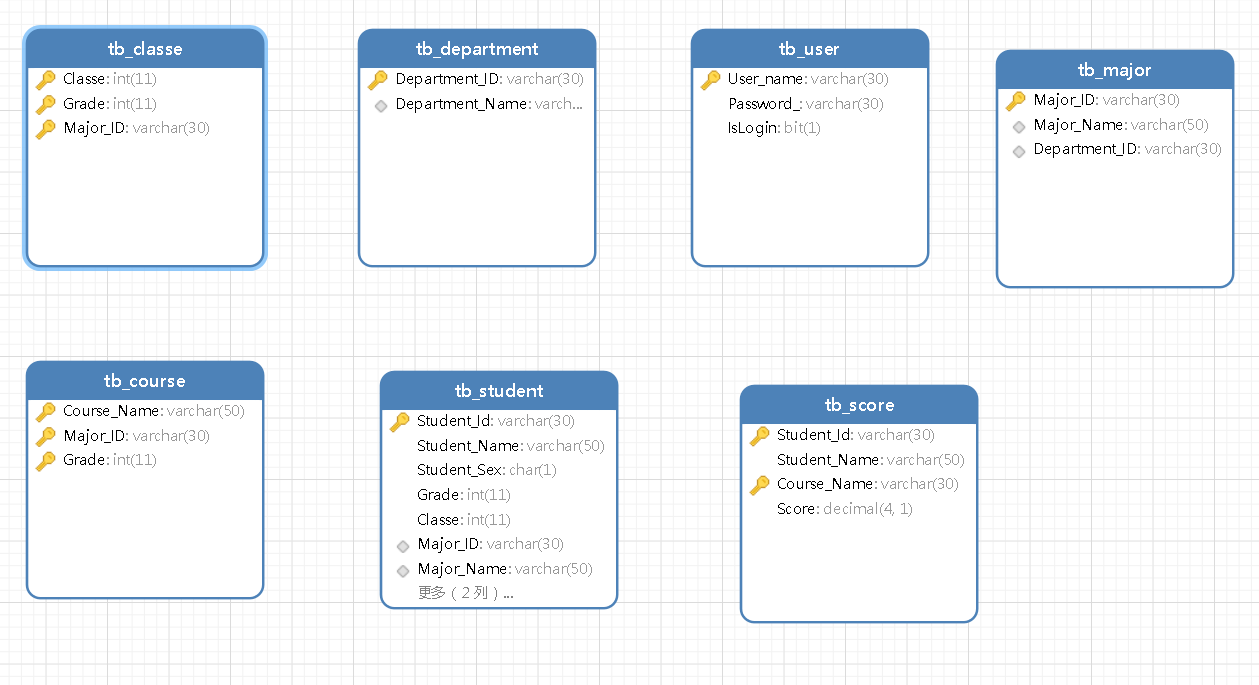 tb_classe
Classe: int(11)
Grade: int(11)
Major_ID: varchar(30)
tb_department
Department_ID: varchar(30)
Department_Name: varch...
tb_user
User_name: varchar(30)
Password_: varchar(30)
IsLogin: bit(1)
tb_major
Major_ID: varchar(30)
Major_Name: varchar(50)
Department_ID: varchar(30)
tb_course
Course_Name: varchar(50)
Major_ID: varchar(30)
Grade: int(11)
tb_student
Student_Id: varchar(30)
Student_Name: varchar(50)
Student_Sex: char(1)
Grade: int(11)
Classe: int(11)
Major_ID: varchar(30)
Major_Name: varchar(50)
更多（2 列）...
tb_score
Student_Id: varchar(30)
Student_Name: varchar(50)
Course_Name: varchar(30)
Score: decimal(4, 1)